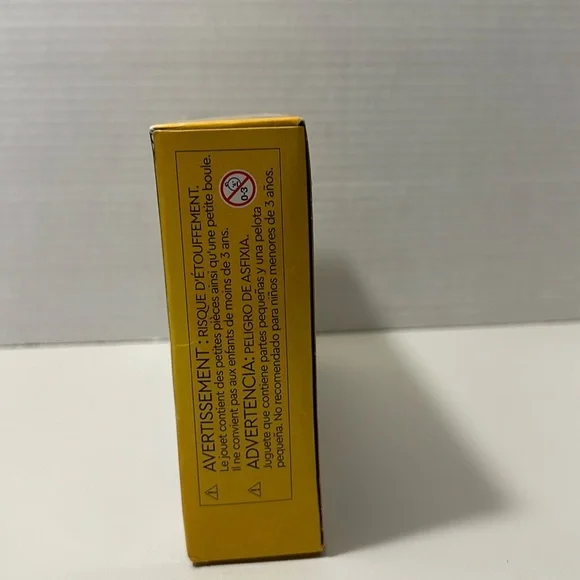 AVERTISSEMENT : RISQUE D'ÉTOUFFEMENT.
Le jouet contient des petites pièces ainsi qu'une petite boule.
Il ne convient pas aux enfants de moins de 3 ans.
0-3
ADVERTENCIA: PELIGRO DE ASFIXIA.
Juguete que contiene partes pequeñas y una pelota
pequeña. No recomendado para niños menores de 3 años.